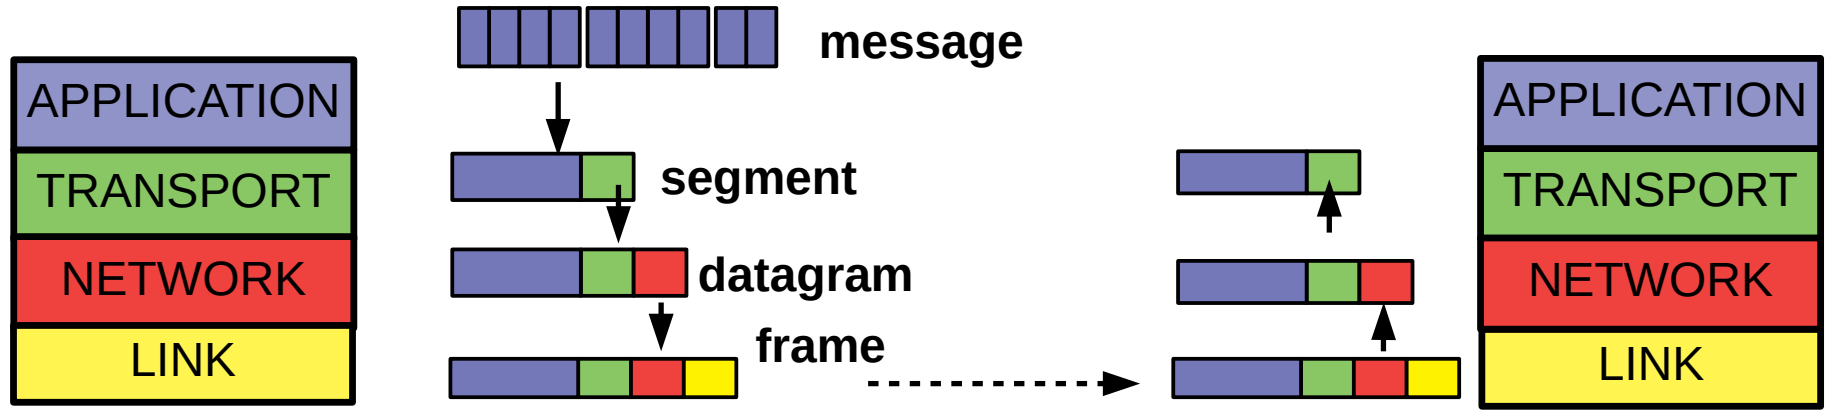 APPLICATION
TRANSPORT
NETWORK
LINK
message
segment
datagram
frame
APPLICATION
TRANSPORT
NETWORK
LINK